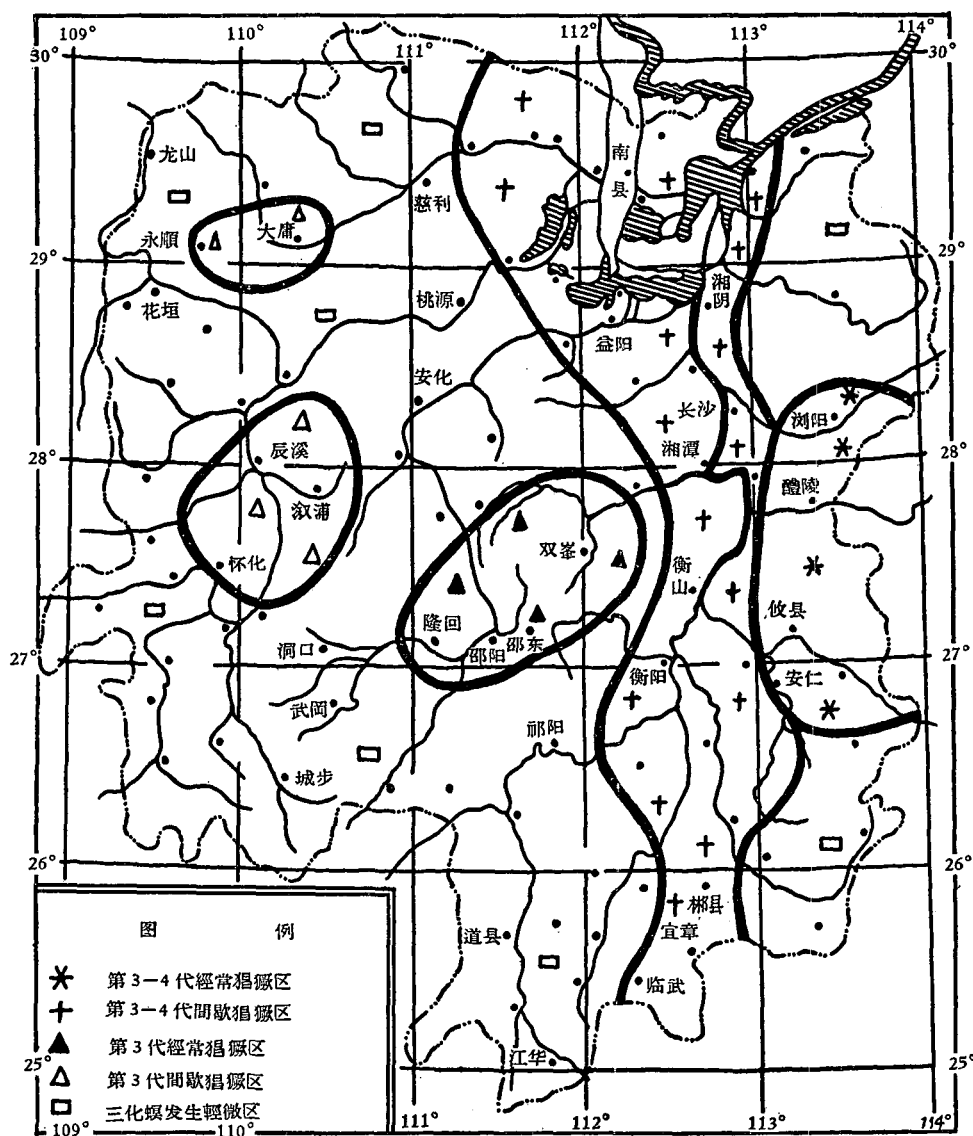 109° 110° 111° 112° 113° 114°
30° 30°
龙山
南县
慈利
大庸
永順
29° 29°
花垣
桃源
湘阴
益阳
安化
长沙
浏阳
湘潭
辰溪
28° 28°
醴陵
溆浦
双峯
怀化
衡山
攸县
隆回
邵东
邵阳
洞口
27° 27°
衡阳
安仁
武冈
祁阳
城步
26° 26°
郴县
宜章
道县
临武
江华
25° 25°
图 例
第3—4代經常猖獗区
第3—4代間歇猖獗区
第3代經常猖獗区
第3代間歇猖獗区
三化螟发生輕微区
109° 110° 111° 112° 113° 114°